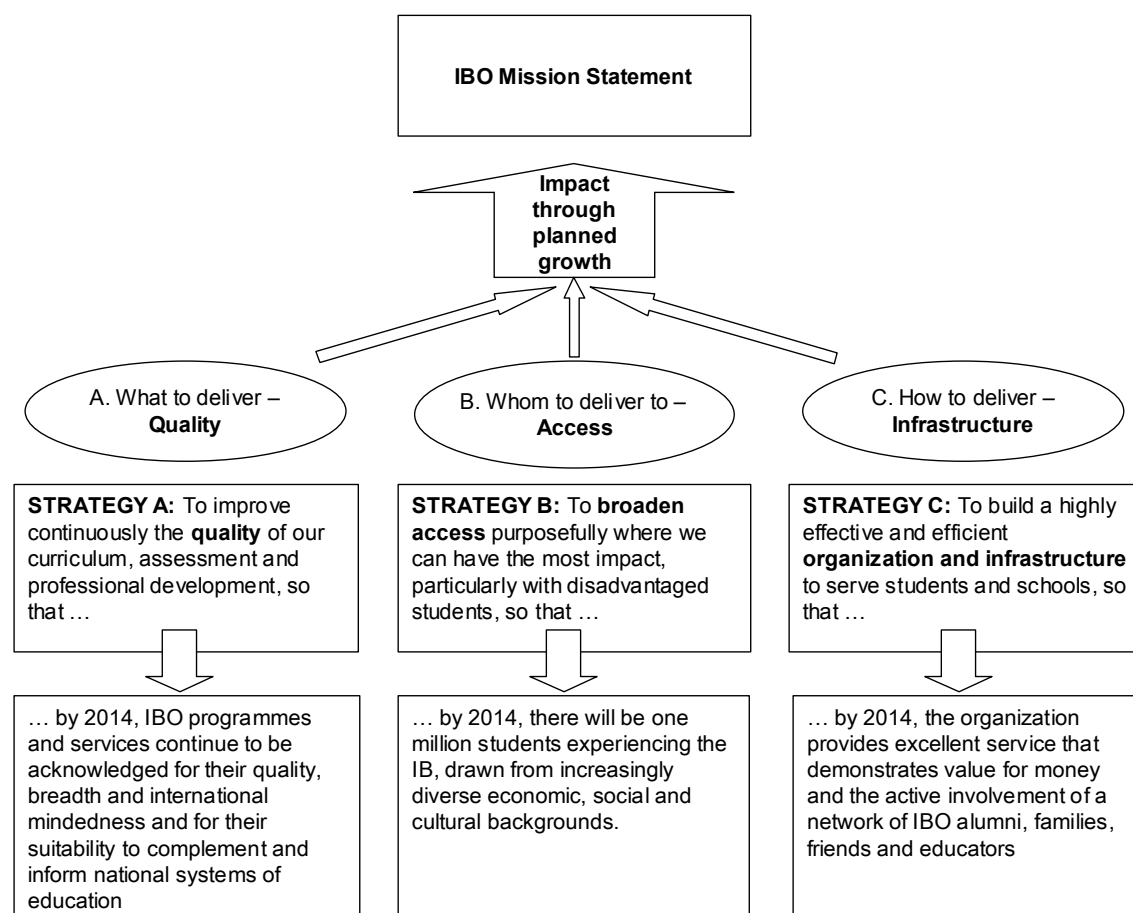 IBO Mission Statement
Impact
through
planned
growth
A. What to deliver –
Quality
B. Whom to deliver to –
Access
C. How to deliver –
Infrastructure
STRATEGY A: To improve
continuously the quality of our
curriculum, assessment and
professional development, so
that …
STRATEGY B: To broaden
access purposefully where we
can have the most impact,
particularly with disadvantaged
students, so that …
STRATEGY C: To build a highly
effective and efficient
organization and infrastructure
to serve students and schools, so
that …
… by 2014, IBO programmes
and services continue to be
acknowledged for their quality,
breadth and international
mindedness and for their
suitability to complement and
inform national systems of
education
… by 2014, there will be one
million students experiencing the
IB, drawn from increasingly
diverse economic, social and
cultural backgrounds.
… by 2014, the organization
provides excellent service that
demonstrates value for money
and the active involvement of a
network of IBO alumni, families,
friends and educators